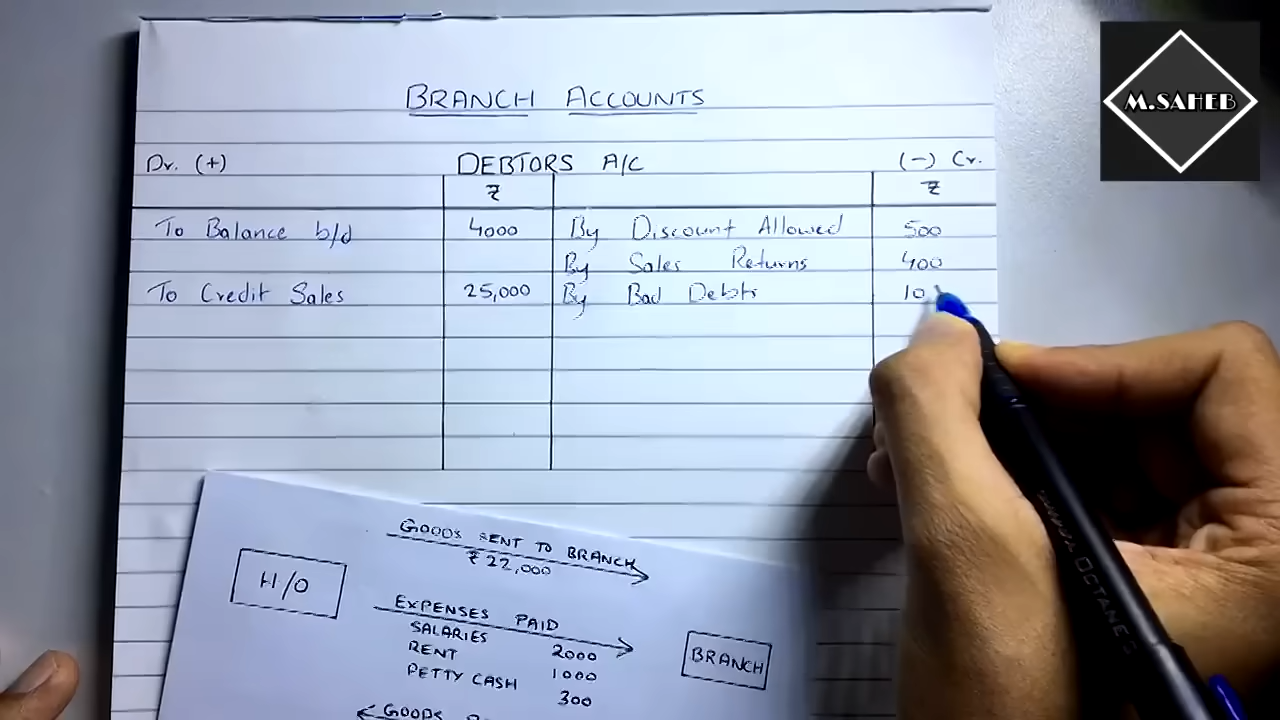 BRANCH ACCOUNTS
M.SAHEB
Dr. (+) DEBTORS A/C (-) Cr.
₹ ₹
To Balance b/d 4000 By Discount Allowed 500
By Sales Returns 400
To Credit Sales 25,000 By Bad Debts 10
GOODS SENT TO BRANCH
₹22,000
H/O
EXPENSES PAID
SALARIES 2000
RENT 1000
PETTY CASH 300
BRANCH
GOODS